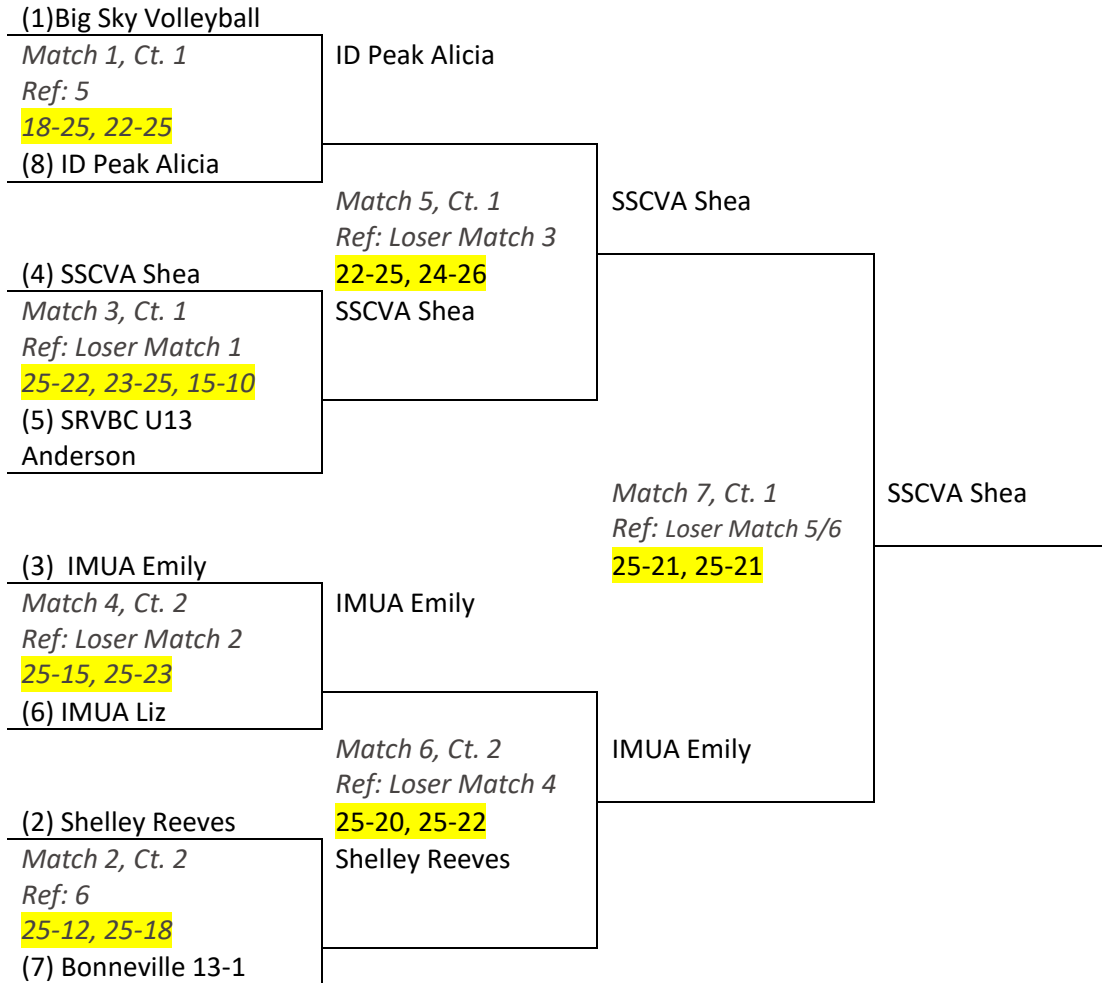 (1)Big Sky Volleyball
Match 1, Ct. 1
Ref: 5
18-25, 22-25
(8) ID Peak Alicia
ID Peak Alicia
Match 5, Ct. 1
Ref: Loser Match 3
22-25, 24-26
SSCVA Shea
SSCVA Shea
(4) SSCVA Shea
Match 3, Ct. 1
Ref: Loser Match 1
25-22, 23-25, 15-10
(5) SRVBC U13
Anderson
Match 7, Ct. 1
Ref: Loser Match 5/6
25-21, 25-21
SSCVA Shea
(3) IMUA Emily
Match 4, Ct. 2
Ref: Loser Match 2
25-15, 25-23
(6) IMUA Liz
IMUA Emily
Match 6, Ct. 2
Ref: Loser Match 4
25-20, 25-22
Shelley Reeves
IMUA Emily
(2) Shelley Reeves
Match 2, Ct. 2
Ref: 6
25-12, 25-18
(7) Bonneville 13-1